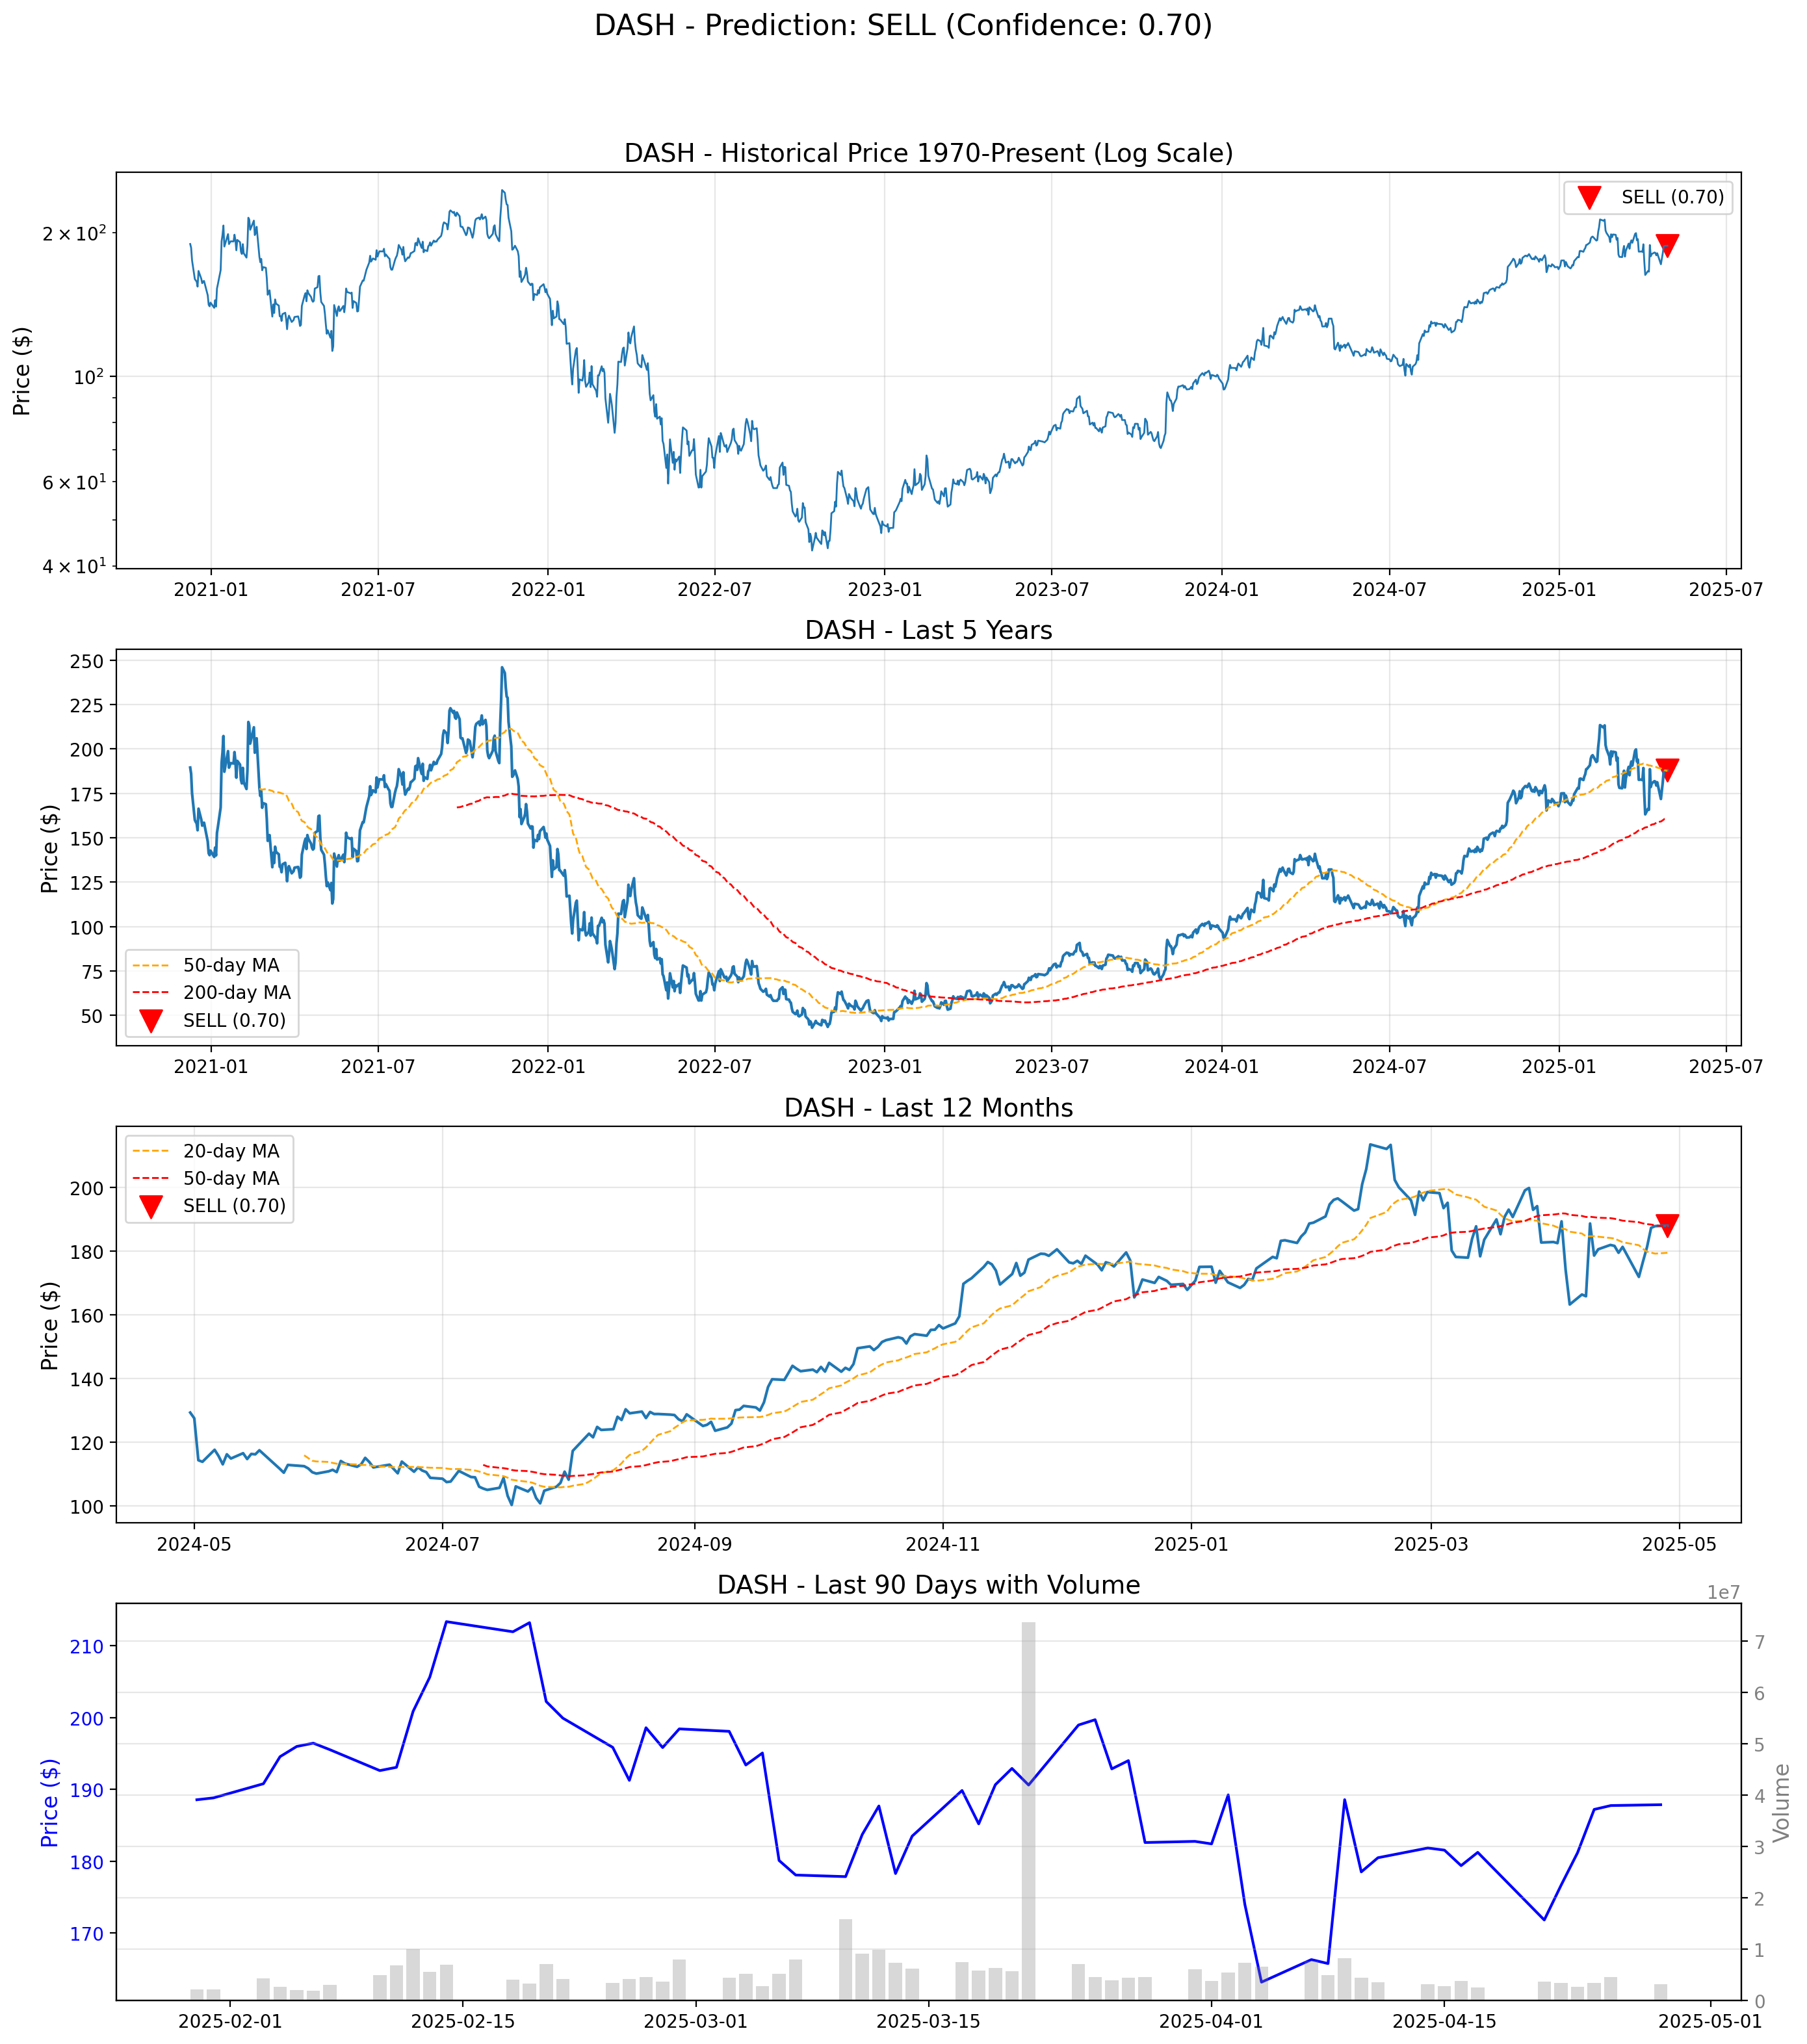 DASH - Prediction: SELL (Confidence: 0.70)
DASH - Historical Price 1970-Present (Log Scale)
Price ($)
2 × 10²
10²
6 × 10¹
4 × 10¹
SELL (0.70)
2021-01 2021-07 2022-01 2022-07 2023-01 2023-07 2024-01 2024-07 2025-01 2025-07
DASH - Last 5 Years
Price ($)
250
225
200
175
150
125
100
75
50
50-day MA
200-day MA
SELL (0.70)
2021-01 2021-07 2022-01 2022-07 2023-01 2023-07 2024-01 2024-07 2025-01 2025-07
DASH - Last 12 Months
Price ($)
200
180
160
140
120
100
20-day MA
50-day MA
SELL (0.70)
2024-05 2024-07 2024-09 2024-11 2025-01 2025-03 2025-05
DASH - Last 90 Days with Volume
1e7
Price ($)
210
200
190
180
170
7
6
5
4
3
2
1
0
Volume
2025-02-01 2025-02-15 2025-03-01 2025-03-15 2025-04-01 2025-04-15 2025-05-01